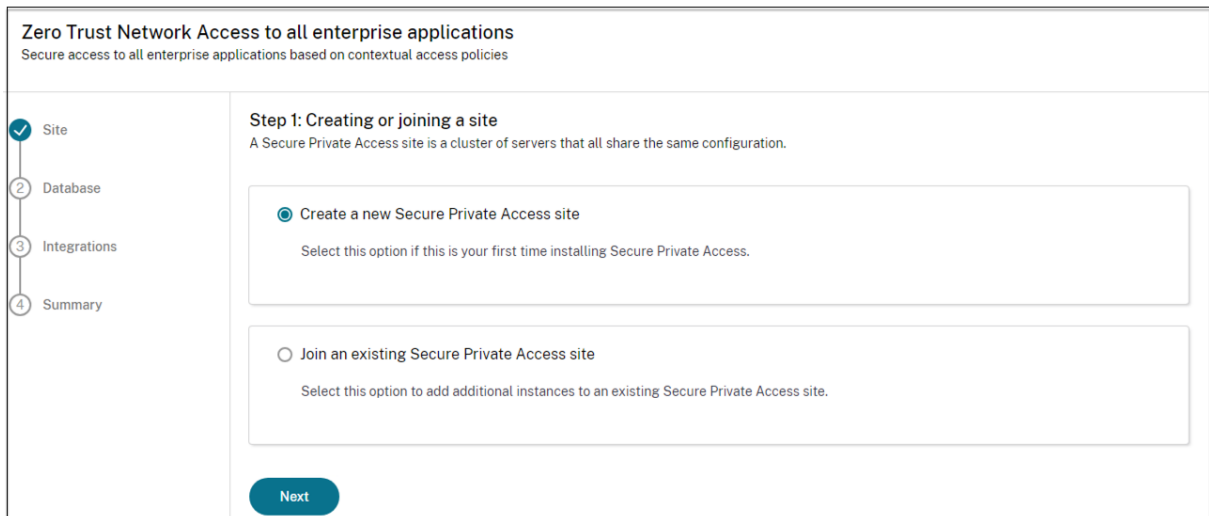 Zero Trust Network Access to all enterprise applications
Secure access to all enterprise applications based on contextual access policies
Site
2 Database
3 Integrations
4 Summary
Step 1: Creating or joining a site
A Secure Private Access site is a cluster of servers that all share the same configuration.
Create a new Secure Private Access site
Select this option if this is your first time installing Secure Private Access.
Join an existing Secure Private Access site
Select this option to add additional instances to an existing Secure Private Access site.
Next